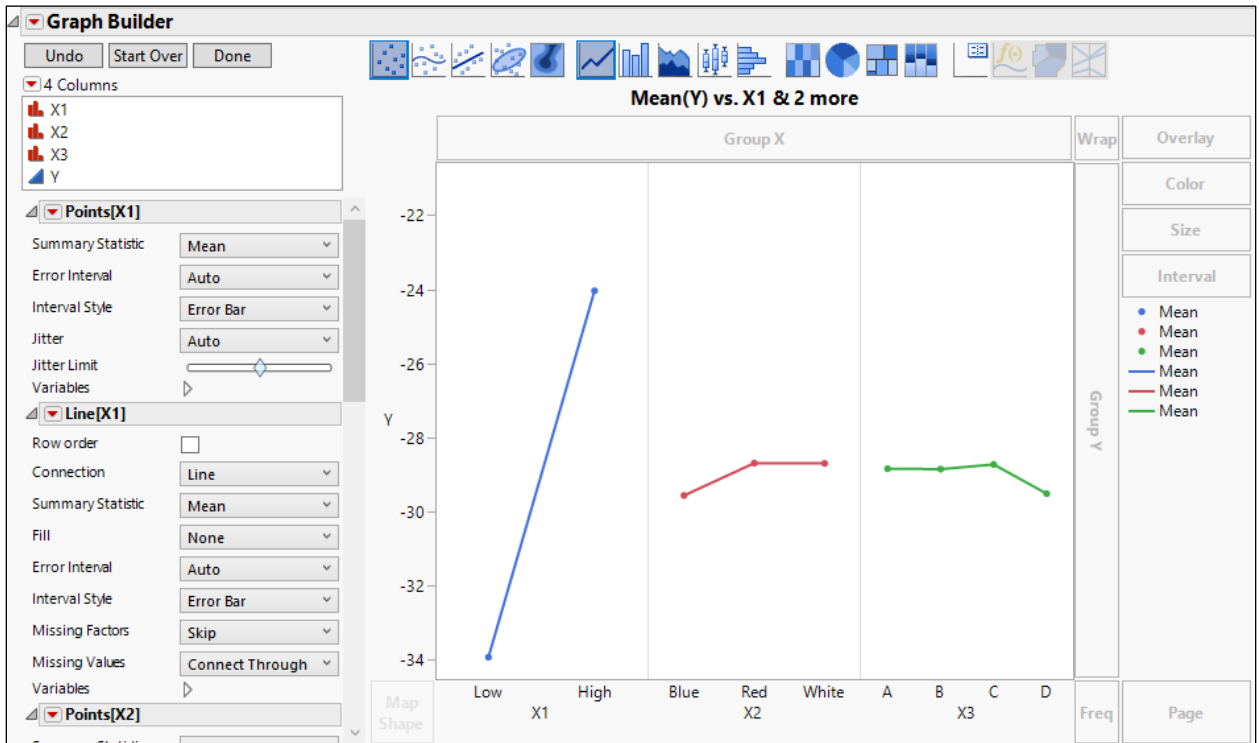 Graph Builder
Undo Start Over Done
4 Columns
X1
X2
X3
Y
Points[X1]
Summary Statistic Mean
Error Interval Auto
Interval Style Error Bar
Jitter Auto
Jitter Limit
Variables
Line[X1]
Row order
Connection Line
Summary Statistic Mean
Fill None
Error Interval Auto
Interval Style Error Bar
Missing Factors Skip
Missing Values Connect Through
Variables
Points[X2]
Mean(Y) vs. X1 & 2 more
Group X
Wrap
Overlay
Color
Size
Interval
Mean
Mean
Mean
Mean
Mean
Mean
Y
-22
-24
-26
-28
-30
-32
-34
Group Y
Low High Blue Red White A B C D
X1 X2 X3
Map
Shape
Freq
Page